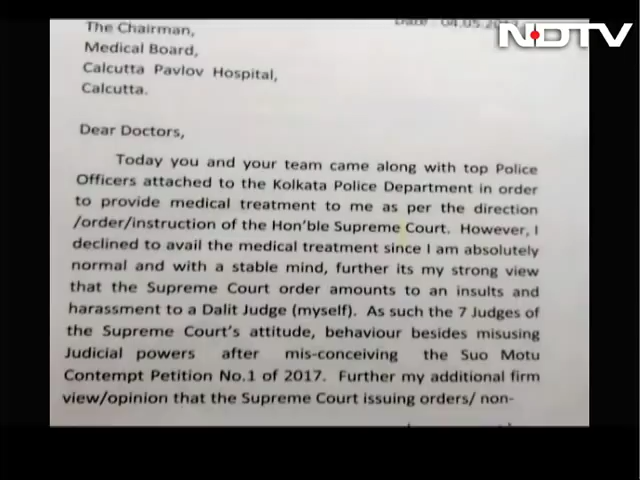 NDTV
Date : 04.05.2017
The Chairman,
Medical Board,
Calcutta Pavlov Hospital,
Calcutta.
Dear Doctors,
Today you and your team came along with top Police
Officers attached to the Kolkata Police Department in order
to provide medical treatment to me as per the direction
/order/instruction of the Hon'ble Supreme Court. However, I
declined to avail the medical treatment since I am absolutely
normal and with a stable mind, further its my strong view
that the Supreme Court order amounts to an insults and
harassment to a Dalit Judge (myself). As such the 7 Judges of
the Supreme Court's attitude, behaviour besides misusing
Judicial powers after mis-conceiving the Suo Motu
Contempt Petition No.1 of 2017. Further my additional firm
view/opinion that the Supreme Court issuing orders/ non-